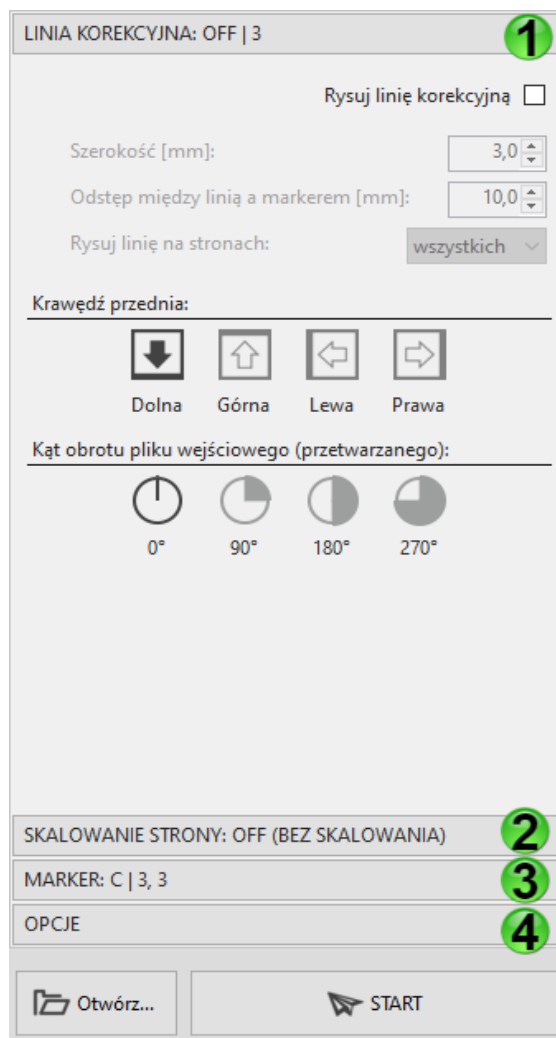 LINIA KOREKCYJNA: OFF | 3 1
Rysuj linię korekcyjną
Szerokość [mm]: 3,0
Odstęp między linią a markerem [mm]: 10,0
Rysuj linię na stronach: wszystkich
Krawędź przednia:
Dolna Górna Lewa Prawa
Kąt obrotu pliku wejściowego (przetwarzanego):
0° 90° 180° 270°
SKALOWANIE STRONY: OFF (BEZ SKALOWANIA) 2
MARKER: C | 3, 3 3
OPCJE 4
Otwórz... START